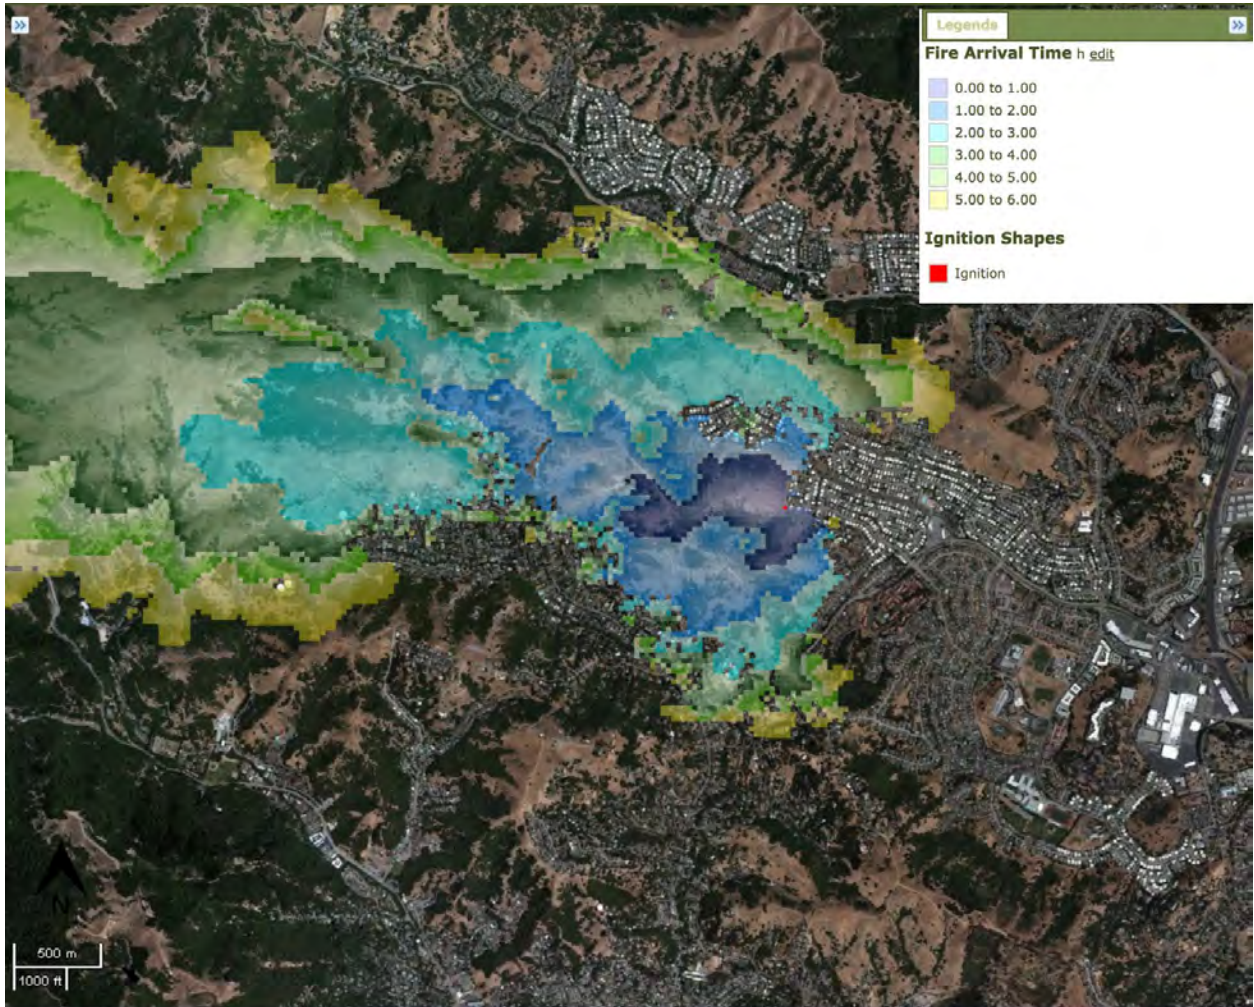 Legends
Fire Arrival Time h edit
0.00 to 1.00
1.00 to 2.00
2.00 to 3.00
3.00 to 4.00
4.00 to 5.00
5.00 to 6.00
Ignition Shapes
Ignition
N
500 m
1000 ft